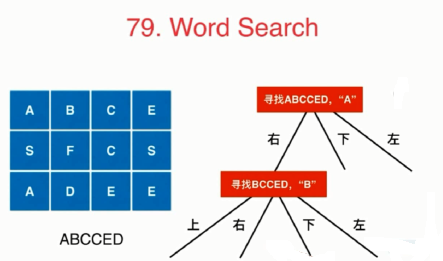 79. Word Search
A B C E
S F C S
A D E E
ABCCED
寻找ABCCED，“A”
右 下 左
寻找BCCED，“B”
上 右 下 左